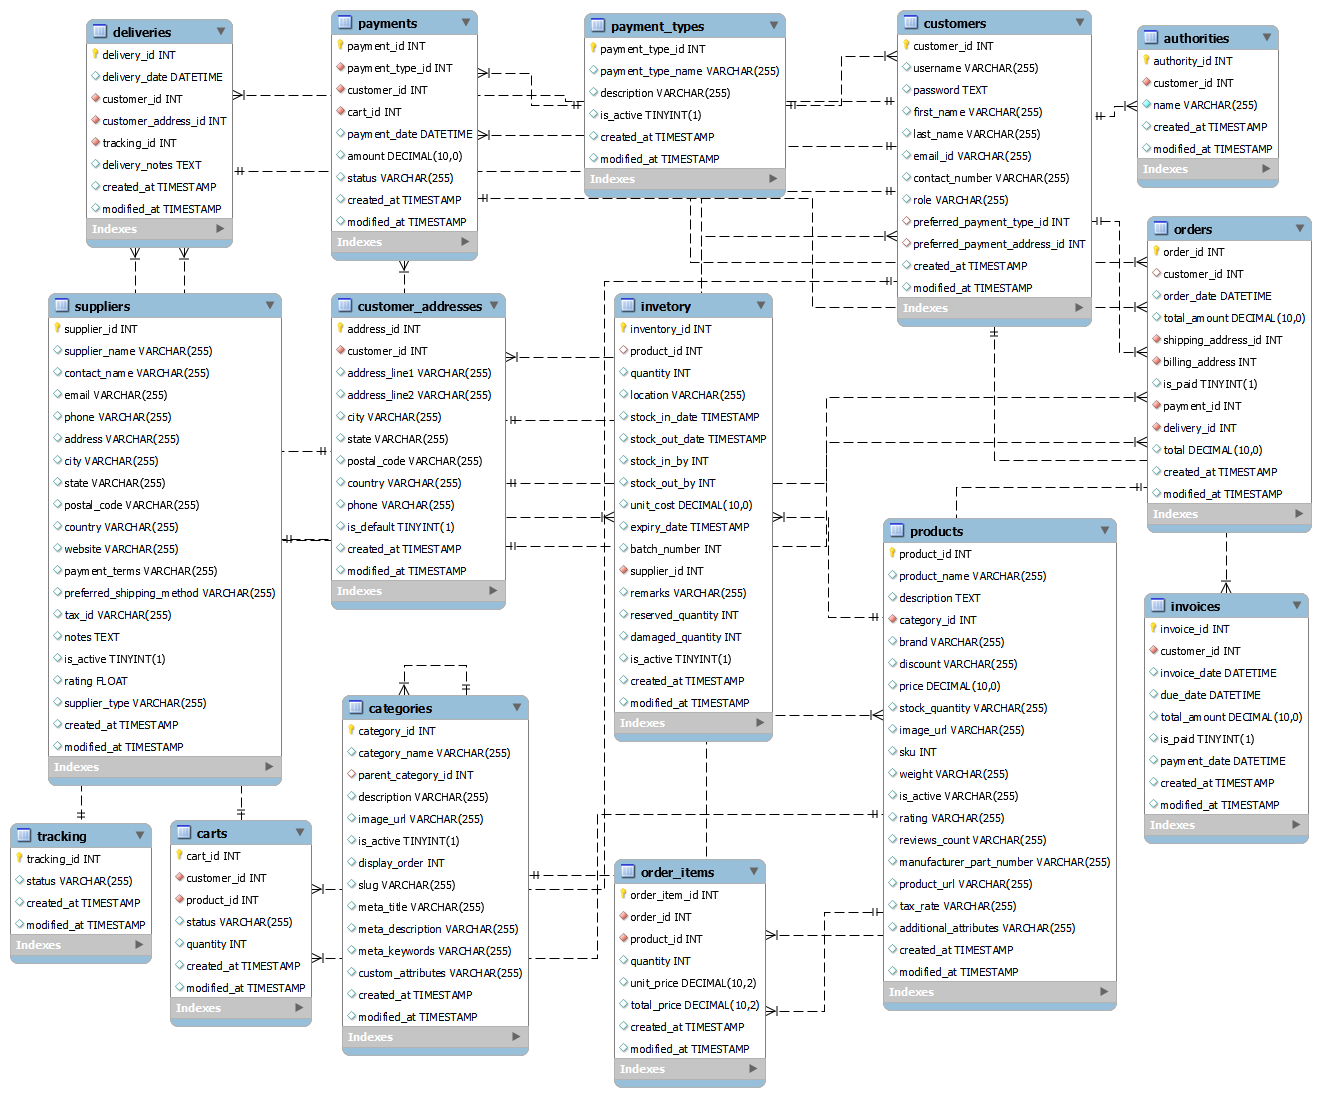 deliveries
delivery_id INT
delivery_date DATETIME
customer_id INT
customer_address_id INT
tracking_id INT
delivery_notes TEXT
created_at TIMESTAMP
modified_at TIMESTAMP
Indexes
payments
payment_id INT
payment_type_id INT
customer_id INT
cart_id INT
payment_date DATETIME
amount DECIMAL(10,0)
status VARCHAR(255)
created_at TIMESTAMP
modified_at TIMESTAMP
Indexes
payment_types
payment_type_id INT
payment_type_name VARCHAR(255)
description VARCHAR(255)
is_active TINYINT(1)
created_at TIMESTAMP
modified_at TIMESTAMP
Indexes
customers
customer_id INT
username VARCHAR(255)
password TEXT
first_name VARCHAR(255)
last_name VARCHAR(255)
email_id VARCHAR(255)
contact_number VARCHAR(255)
role VARCHAR(255)
preferred_payment_type_id INT
preferred_payment_address_id INT
created_at TIMESTAMP
modified_at TIMESTAMP
Indexes
authorities
authority_id INT
customer_id INT
name VARCHAR(255)
created_at TIMESTAMP
modified_at TIMESTAMP
Indexes
orders
order_id INT
customer_id INT
order_date DATETIME
total_amount DECIMAL(10,0)
shipping_address_id INT
billing_address INT
is_paid TINYINT(1)
payment_id INT
delivery_id INT
total DECIMAL(10,0)
created_at TIMESTAMP
modified_at TIMESTAMP
Indexes
suppliers
supplier_id INT
supplier_name VARCHAR(255)
contact_name VARCHAR(255)
email VARCHAR(255)
phone VARCHAR(255)
address VARCHAR(255)
city VARCHAR(255)
state VARCHAR(255)
postal_code VARCHAR(255)
country VARCHAR(255)
website VARCHAR(255)
payment_terms VARCHAR(255)
preferred_shipping_method VARCHAR(255)
tax_id VARCHAR(255)
notes TEXT
is_active TINYINT(1)
rating FLOAT
supplier_type VARCHAR(255)
created_at TIMESTAMP
modified_at TIMESTAMP
Indexes
customer_addresses
address_id INT
customer_id INT
address_line1 VARCHAR(255)
address_line2 VARCHAR(255)
city VARCHAR(255)
state VARCHAR(255)
postal_code VARCHAR(255)
country VARCHAR(255)
phone VARCHAR(255)
is_default TINYINT(1)
created_at TIMESTAMP
modified_at TIMESTAMP
Indexes
invetory
inventory_id INT
product_id INT
quantity INT
location VARCHAR(255)
stock_in_date TIMESTAMP
stock_out_date TIMESTAMP
stock_in_by INT
stock_out_by INT
unit_cost DECIMAL(10,0)
expiry_date TIMESTAMP
batch_number INT
supplier_id INT
remarks VARCHAR(255)
reserved_quantity INT
damaged_quantity INT
is_active TINYINT(1)
created_at TIMESTAMP
modified_at TIMESTAMP
Indexes
products
product_id INT
product_name VARCHAR(255)
description TEXT
category_id INT
brand VARCHAR(255)
discount VARCHAR(255)
price DECIMAL(10,0)
stock_quantity VARCHAR(255)
image_url VARCHAR(255)
sku INT
weight VARCHAR(255)
is_active VARCHAR(255)
rating VARCHAR(255)
reviews_count VARCHAR(255)
manufacturer_part_number VARCHAR(255)
product_url VARCHAR(255)
tax_rate VARCHAR(255)
additional_attributes VARCHAR(255)
created_at TIMESTAMP
modified_at TIMESTAMP
Indexes
invoices
invoice_id INT
customer_id INT
invoice_date DATETIME
due_date DATETIME
total_amount DECIMAL(10,0)
is_paid TINYINT(1)
payment_date DATETIME
created_at TIMESTAMP
modified_at TIMESTAMP
Indexes
categories
category_id INT
category_name VARCHAR(255)
parent_category_id INT
description VARCHAR(255)
image_url VARCHAR(255)
is_active TINYINT(1)
display_order INT
slug VARCHAR(255)
meta_title VARCHAR(255)
meta_description VARCHAR(255)
meta_keywords VARCHAR(255)
custom_attributes VARCHAR(255)
created_at TIMESTAMP
modified_at TIMESTAMP
Indexes
tracking
tracking_id INT
status VARCHAR(255)
created_at TIMESTAMP
modified_at TIMESTAMP
Indexes
carts
cart_id INT
customer_id INT
product_id INT
status VARCHAR(255)
quantity INT
created_at TIMESTAMP
modified_at TIMESTAMP
Indexes
order_items
order_item_id INT
order_id INT
product_id INT
quantity INT
unit_price DECIMAL(10,2)
total_price DECIMAL(10,2)
created_at TIMESTAMP
modified_at TIMESTAMP
Indexes